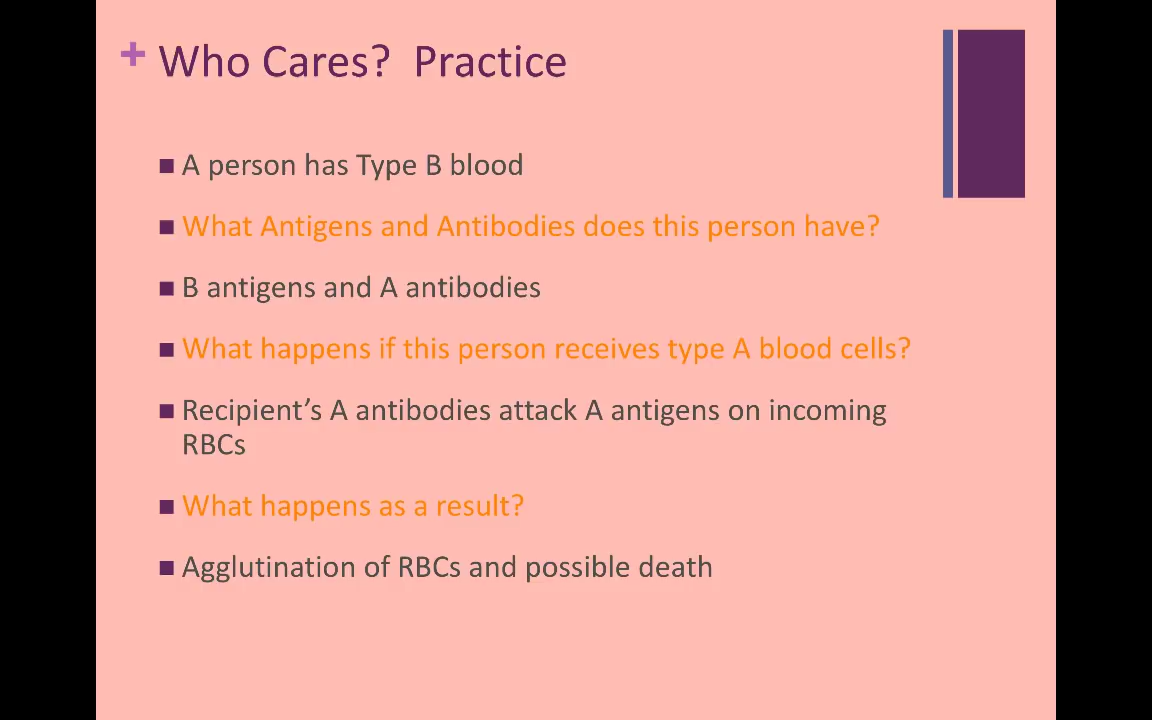 + Who Cares?  Practice
■ A person has Type B blood
■ What Antigens and Antibodies does this person have?
■ B antigens and A antibodies
■ What happens if this person receives type A blood cells?
■ Recipient’s A antibodies attack A antigens on incoming
RBCs
■ What happens as a result?
■ Agglutination of RBCs and possible death